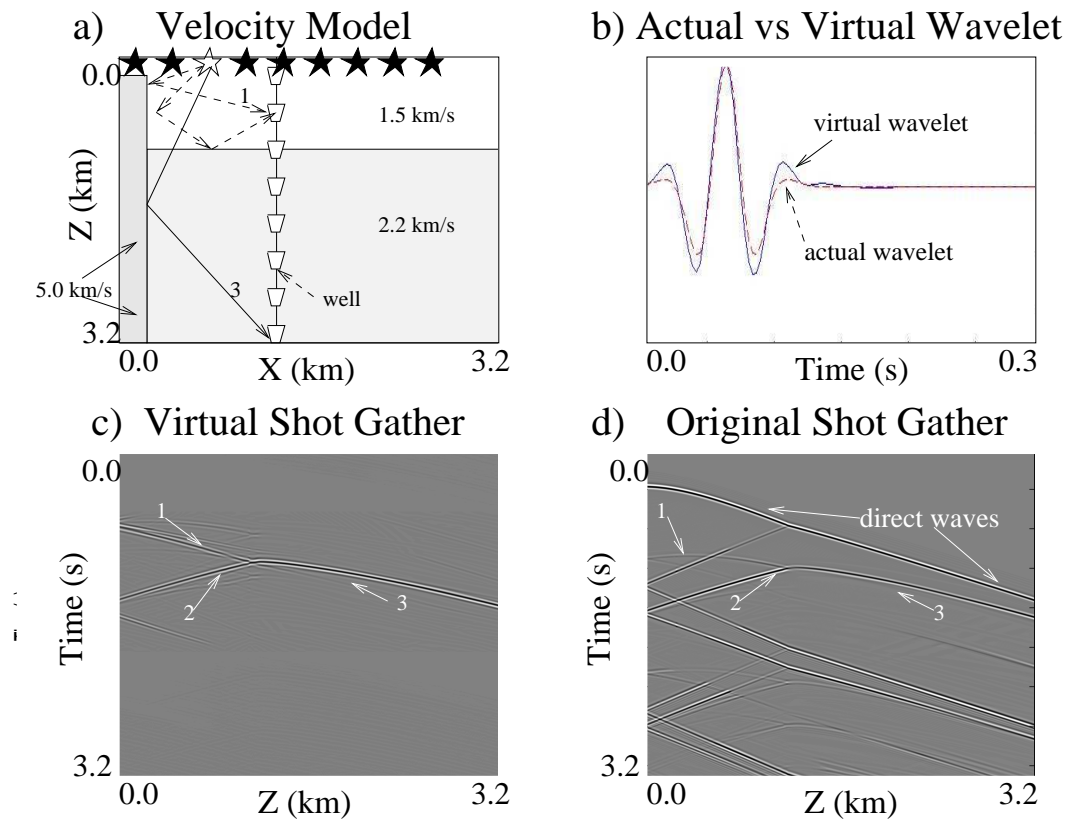 a) Velocity Model
0.0
1
1.5 km/s
2.2 km/s
Z (km)
5.0 km/s
3
well
3.2
0.0
3.2
X (km)
b) Actual vs Virtual Wavelet
virtual wavelet
actual wavelet
0.0
0.3
Time (s)
c) Virtual Shot Gather
0.0
1
2
3
Time (s)
3.2
0.0
3.2
Z (km)
d) Original Shot Gather
0.0
1
direct waves
2
3
Time (s)
3.2
0.0
3.2
Z (km)